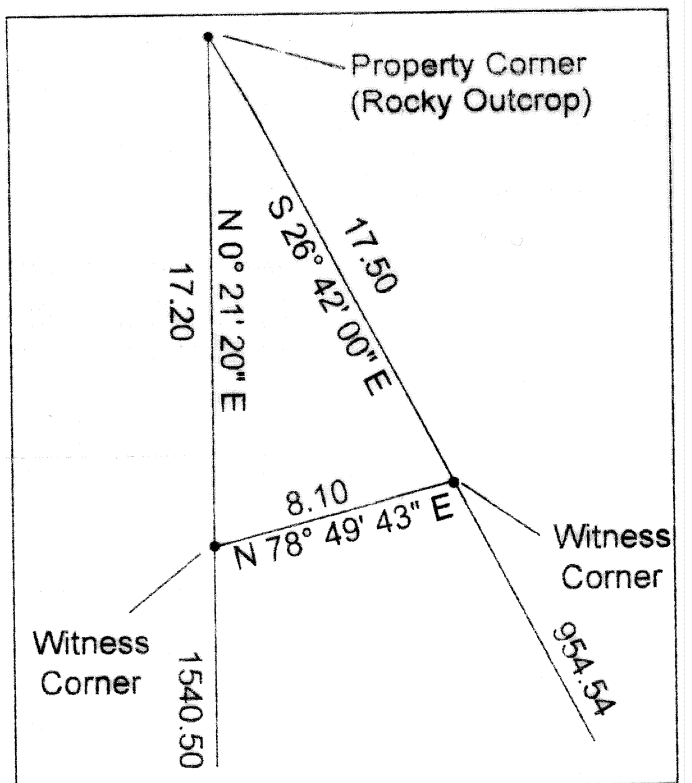 Property Corner
(Rocky Outcrop)
17.20
N 0° 21' 20" E
S 26° 42' 00" E
17.50
8.10
N 78° 49' 43" E
Witness
Corner
Witness
Corner
1540.50
954.54